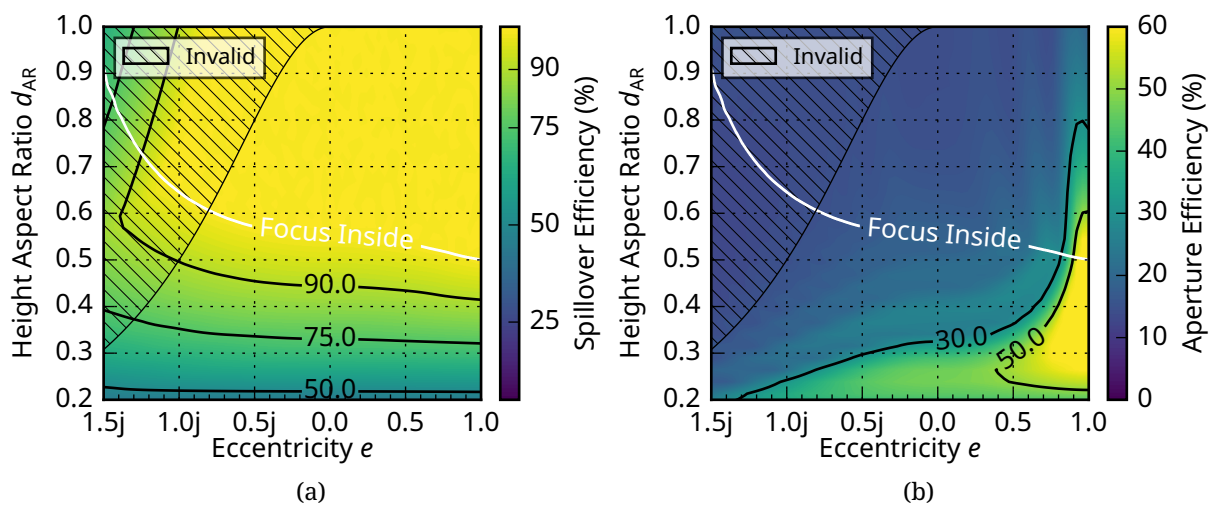 Height Aspect Ratio d_AR
1.0
0.9
0.8
0.7
0.6
0.5
0.4
0.3
0.2
Invalid
Focus Inside
90.0
75.0
50.0
1.5j 1.0j 0.5j 0.0 0.5 1.0
Eccentricity e
90
75
50
25
Spillover Efficiency (%)
(a)
Height Aspect Ratio d_AR
1.0
0.9
0.8
0.7
0.6
0.5
0.4
0.3
0.2
Invalid
Focus Inside
30.0
50.0
1.5j 1.0j 0.5j 0.0 0.5 1.0
Eccentricity e
60
50
40
30
20
10
0
Aperture Efficiency (%)
(b)